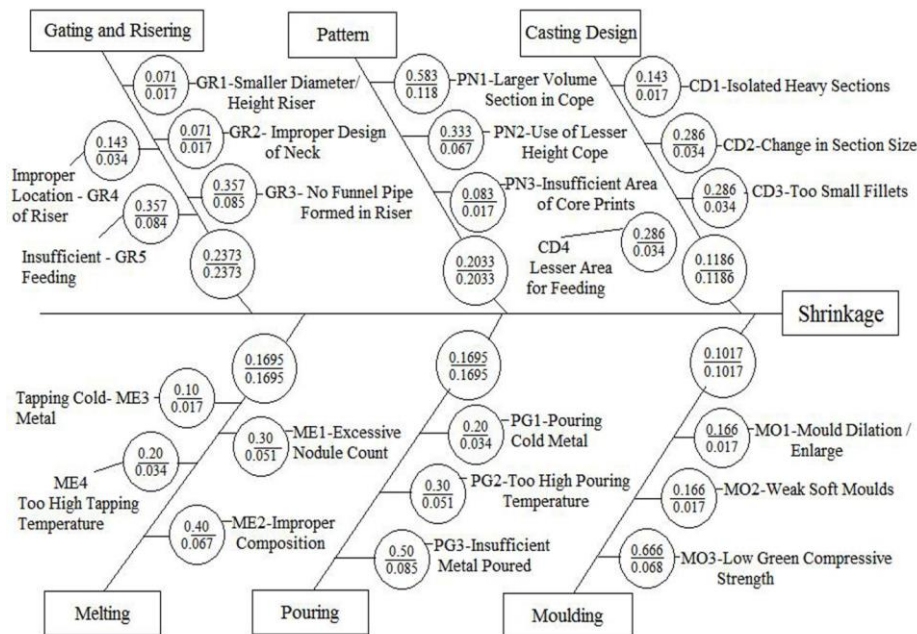 Gating and Risering
Pattern
Casting Design
0.071
0.017
GR1-Smaller Diameter/
Height Riser
0.071
0.017
GR2- Improper Design
of Neck
0.143
0.034
Improper
Location - GR4
of Riser
0.357
0.085
GR3- No Funnel Pipe
Formed in Riser
0.357
0.084
Insufficient - GR5
Feeding
0.2373
0.2373
0.583
0.118
PN1-Larger Volume
Section in Cope
0.333
0.067
PN2-Use of Lesser
Height Cope
0.083
0.017
PN3-Insufficient Area
of Core Prints
0.2033
0.2033
0.143
0.017
CD1-Isolated Heavy Sections
0.286
0.034
CD2-Change in Section Size
0.286
0.034
CD3-Too Small Fillets
0.286
0.034
CD4
Lesser Area
for Feeding
0.1186
0.1186
Shrinkage
0.1695
0.1695
Tapping Cold- ME3
Metal
0.10
0.017
0.30
0.051
ME1-Excessive
Nodule Count
0.20
0.034
ME4
Too High Tapping
Temperature
0.40
0.067
ME2-Improper
Composition
Melting
0.1695
0.1695
0.20
0.034
PG1-Pouring
Cold Metal
0.30
0.051
PG2-Too High Pouring
Temperature
0.50
0.085
PG3-Insufficient
Metal Poured
Pouring
0.1017
0.1017
0.166
0.017
MO1-Mould Dilation /
Enlarge
0.166
0.017
MO2-Weak Soft Moulds
0.666
0.068
MO3-Low Green Compressive
Strength
Moulding